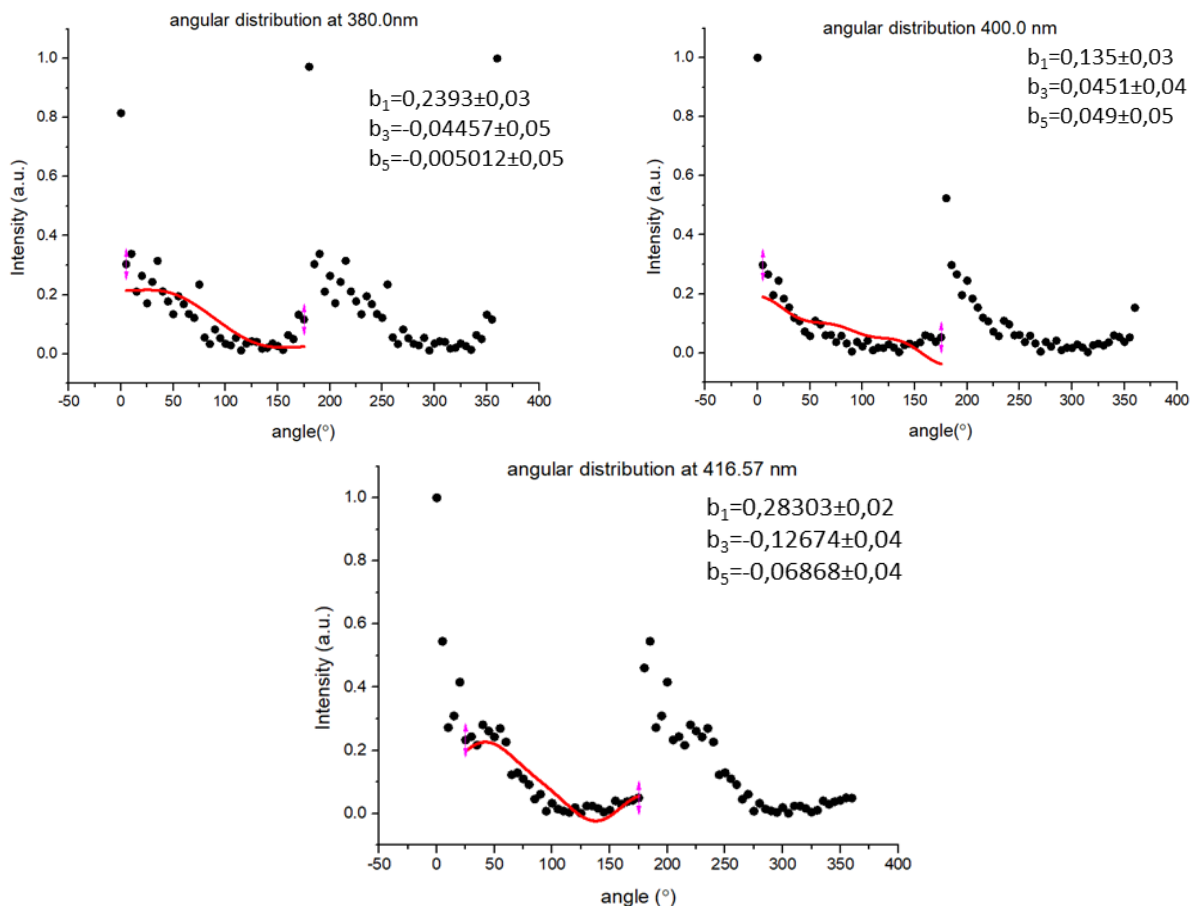 angular distribution at 380.0nm
b₁=0,2393±0,03
b₃=-0,04457±0,05
b₅=-0,005012±0,05
Intensity (a.u.)
1.0
0.8
0.6
0.4
0.2
0.0
-50 0 50 100 150 200 250 300 350 400
angle(°)
angular distribution 400.0 nm
b₁=0,135±0,03
b₃=0,0451±0,04
b₅=0,049±0,05
Intensity (a.u.)
1.0
0.8
0.6
0.4
0.2
0.0
-50 0 50 100 150 200 250 300 350 400
angle(°)
angular distribution at 416.57 nm
b₁=0,28303±0,02
b₃=-0,12674±0,04
b₅=-0,06868±0,04
Intensity (a.u.)
1.0
0.8
0.6
0.4
0.2
0.0
-50 0 50 100 150 200 250 300 350 400
angle (°)